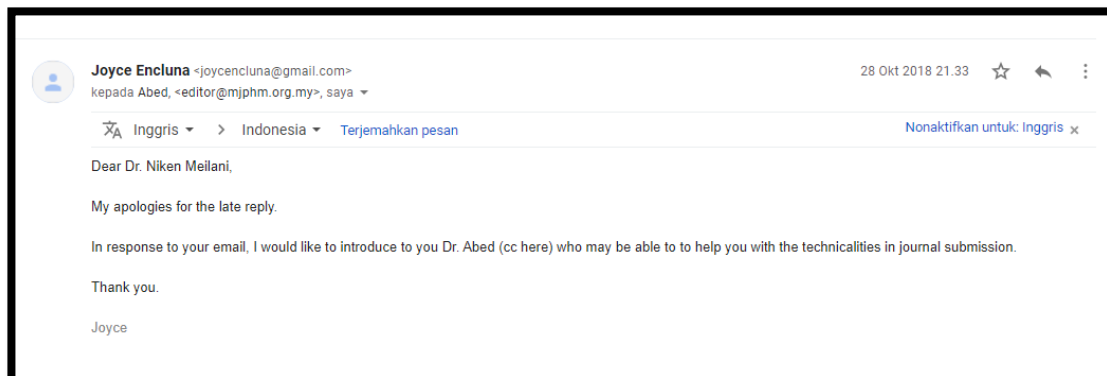 Joyce Encluna <joycencluna@gmail.com> 28 Okt 2018 21.33
kepada Abed, <editor@mjphm.org.my>, saya
Inggris > Indonesia Terjemahkan pesan Nonaktifkan untuk: Inggris x
Dear Dr. Niken Meilani,
My apologies for the late reply.
In response to your email, I would like to introduce to you Dr. Abed (cc here) who may be able to to help you with the technicalities in journal submission.
Thank you.
Joyce